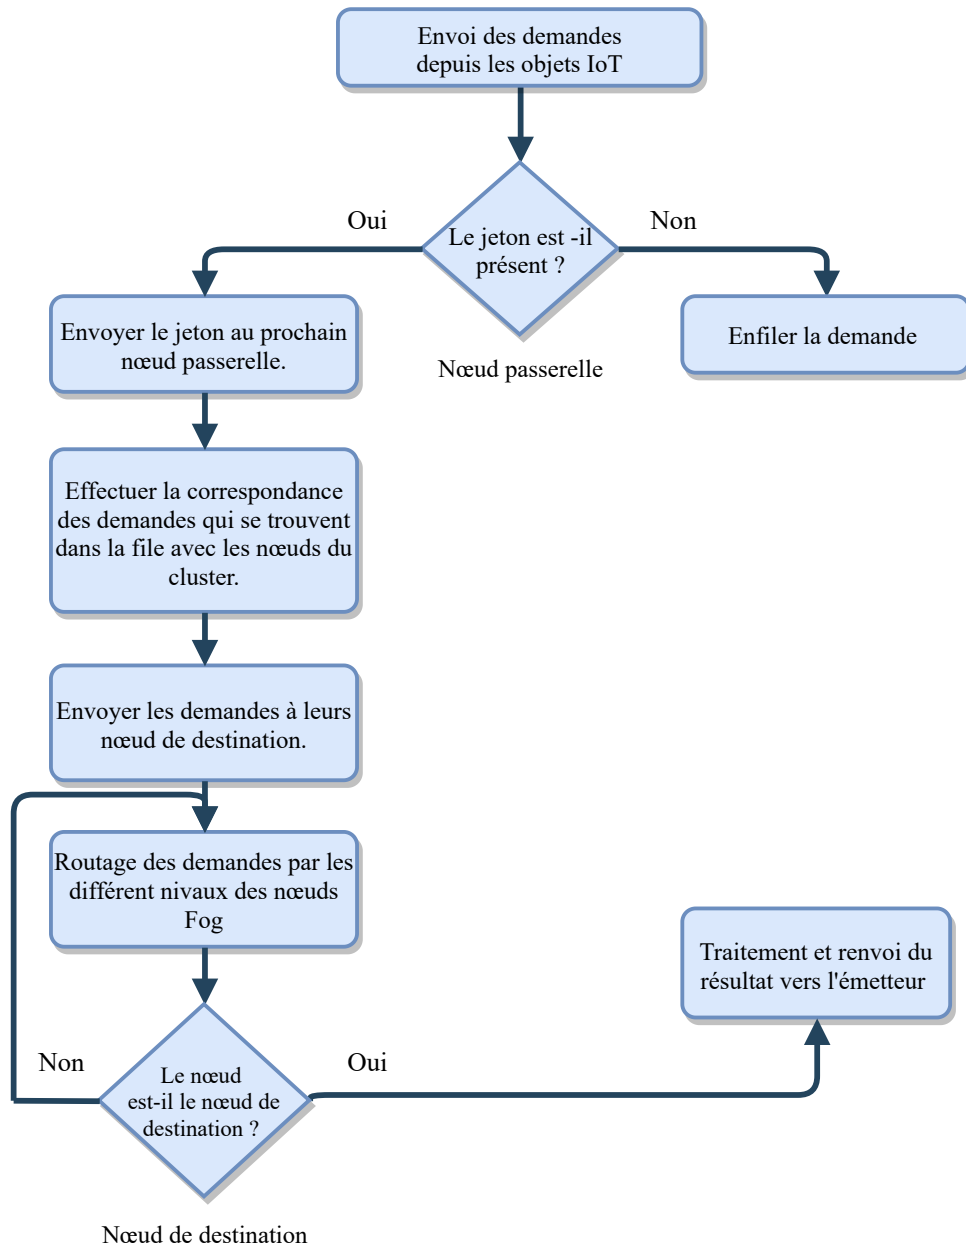 Envoi des demandes
depuis les objets IoT
Oui
Non
Le jeton est -il
présent ?
Envoyer le jeton au prochain
nœud passerelle.
Nœud passerelle
Enfiler la demande
Effectuer la correspondance
des demandes qui se trouvent
dans la file avec les nœuds du
cluster.
Envoyer les demandes à leurs
nœud de destination.
Routage des demandes par les
différent nivaux des nœuds
Fog
Traitement et renvoi du
résultat vers l'émetteur
Non
Oui
Le nœud
est-il le nœud de
destination ?
Nœud de destination